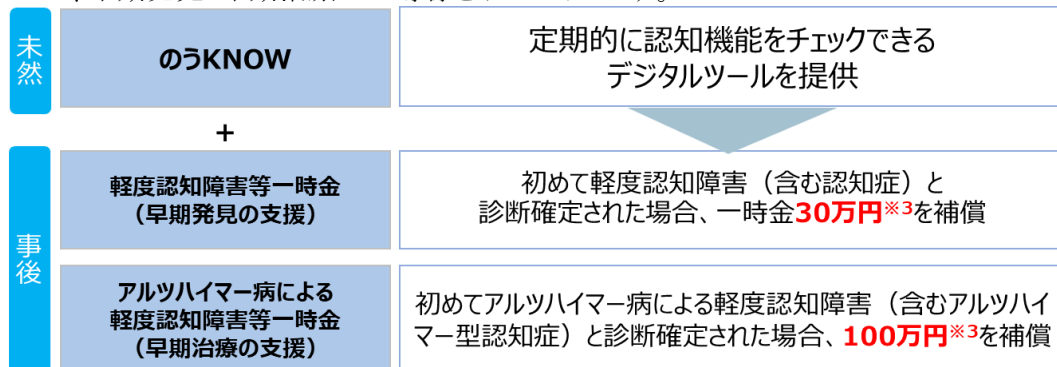 未然
のうKNOW
定期的に認知機能をチェックできる
デジタルツールを提供
+
事後
軽度認知障害等一時金
(早期発見の支援)
初めて軽度認知障害(含む認知症)と
診断確定された場合、一時金30万円※3を補償
アルツハイマー病による
軽度認知障害等一時金
(早期治療の支援)
初めてアルツハイマー病による軽度認知障害(含むアルツハイ
マー型認知症)と診断確定された場合、100万円※3を補償